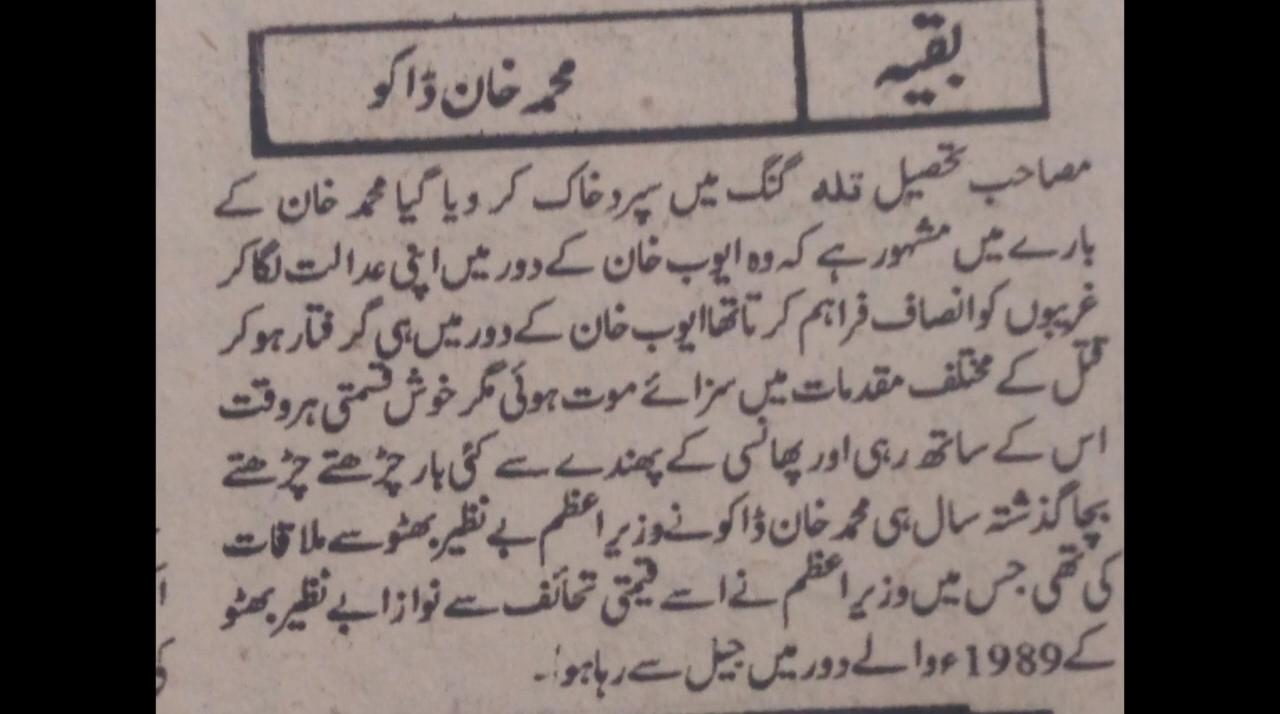 بقیہ
محمد خان ڈاکو
مصاحب تحصیل تلہ گنگ میں سپرد خاک کر دیا گیا محمد خان کے
بارے میں مشہور ہے کہ وہ ایوب خان کے دور میں اپنی عدالت لگا کر
غریبوں کو انصاف فراہم کرتا تھا ایوب خان کے دور میں ہی گرفتار ہو کر
قتل کے مختلف مقدمات میں سزائے موت ہوئی مگر خوش قسمتی ہر وقت
اس کے ساتھ رہی اور پھانسی کے پھندے سے کئی بار چڑھتے چڑھتے
بچا گذشتہ سال ہی محمد خان ڈاکو نے وزیر اعظم بے نظیر بھٹو سے ملاقات
کی تھی جس میں وزیر اعظم نے اسے قیمتی تحائف سے نوازا بے نظیر بھٹو
کے 1989ء والے دور میں جیل سے رہا ہوا۔